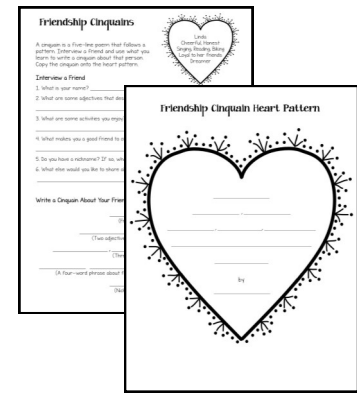 Friendship Cinquains
A cinquain is a five-line poem that follows a
pattern. Interview a friend and use what you
learn to write a cinquain about that person.
Copy the cinquain onto the heart pattern.
Linda
Cheerful, Honest
Singing, Reading, Biking
Loyal to her friends
Dreamer
Interview a Friend
1. What is your name?
2. What are some adjectives that
3. What are some activities you enjoy
4. What makes you a good friend to
5. Do you have a nickname? If so,
6. What else would you like to share
Write a Cinquain About Your
(Two
(A four-word phrase about
Friendship Cinquain Heart Pattern
by